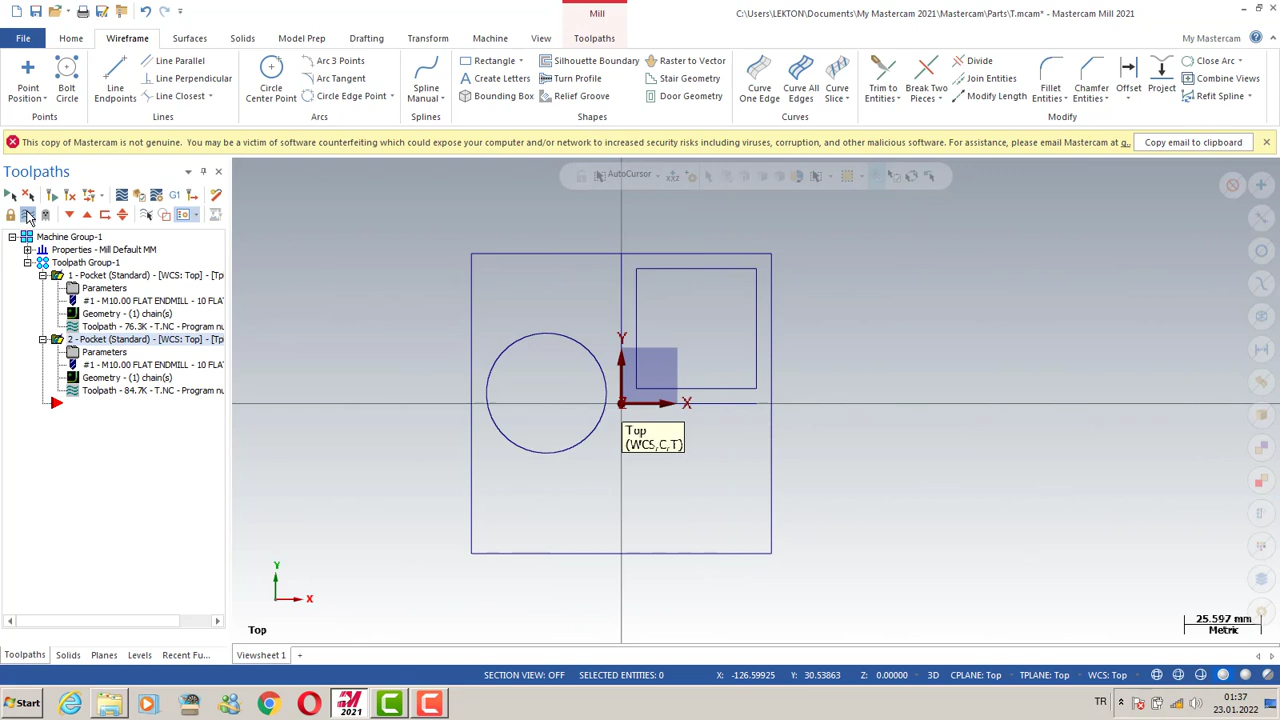 Mill
C:\Users\LEKTON\Documents\My Mastercam 2021\Mastercam\Parts\T.mcam* - Mastercam Mill 2021
File Home Wireframe Surfaces Solids Model Prep Drafting Transform Machine View Toolpaths My Mastercam
Point Position
Bolt Circle
Points
Line Endpoints
Line Parallel
Line Perpendicular
Line Closest
Lines
Circle Center Point
Arc 3 Points
Arc Tangent
Circle Edge Point
Arcs
Spline Manual
Splines
Rectangle
Create Letters
Bounding Box
Silhouette Boundary
Turn Profile
Relief Groove
Raster to Vector
Stair Geometry
Door Geometry
Shapes
Curve One Edge
Curve All Edges
Curve Slice
Curves
Trim to Entities
Break Two Pieces
Divide
Join Entities
Modify Length
Fillet Entities
Chamfer Entities
Offset
Project
Close Arc
Combine Views
Refit Spline
Modify
This copy of Mastercam is not genuine. You may be a victim of software counterfeiting which could expose your computer and/or network to increased security risks including viruses, corruption, and other malicious software. For assistance, please email Mastercam at g.. Copy email to clipboard
Toolpaths
G1
Machine Group-1
Properties - Mill Default MM
Toolpath Group-1
1 - Pocket (Standard) - [WCS: Top] - [Tp
Parameters
#1 - M10.00 FLAT ENDMILL - 10 FLA
Geometry - (1) chain(s)
Toolpath - 76.3K - T.NC - Program nu
2 - Pocket (Standard) - [WCS: Top] - [Tp
Parameters
#1 - M10.00 FLAT ENDMILL - 10 FLA
Geometry - (1) chain(s)
Toolpath - 84.7K - T.NC - Program nu
AutoCursor
Y
X
Z
Top
(WCS,C,T)
Y
X
Top
25.597 mm
Metric
Toolpaths Solids Planes Levels Recent Fu...
Viewsheet 1 +
SECTION VIEW: OFF SELECTED ENTITIES: 0 X: -126.59925 Y: 30.53863 Z: 0.00000 3D CPLANE: Top TPLANE: Top WCS: Top
Start
2021
TR
01:37
23.01.2022